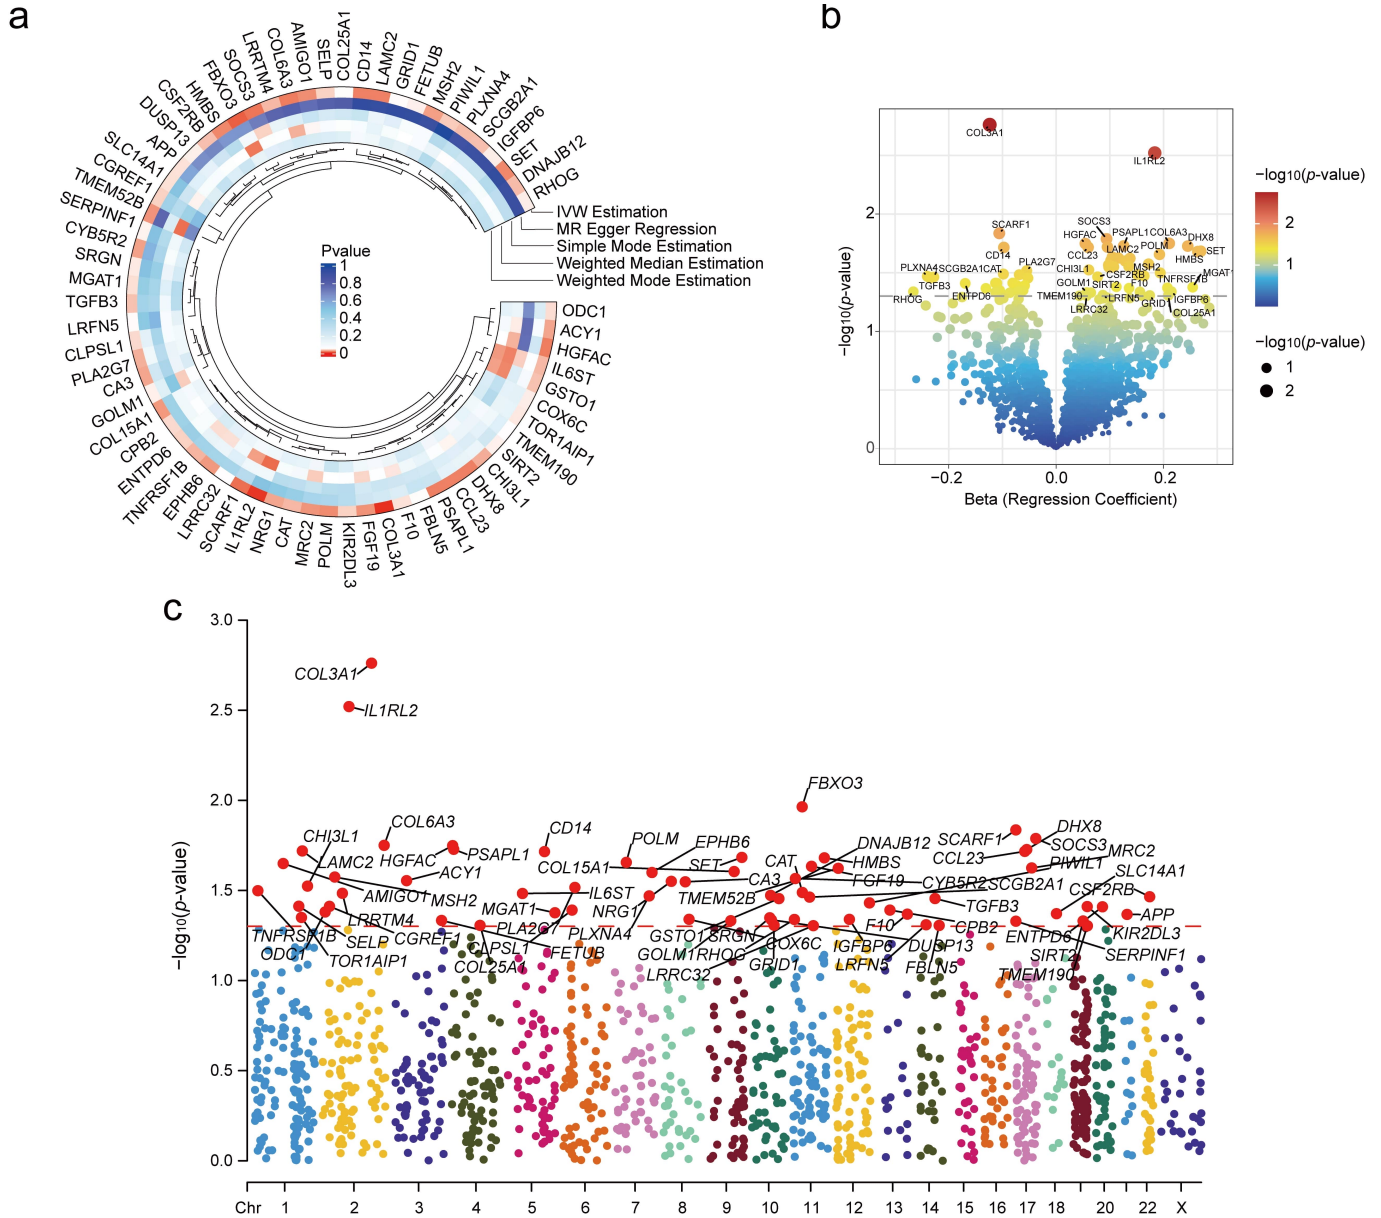 a
COL25A1
CD14
LAMC2
GRID1
FETUB
MSH2
PIWIL1
PLXNA4
SCGB2A1
IGFBP6
SET
DNAJB12
RHOG
IVW Estimation
MR Egger Regression
Simple Mode Estimation
Weighted Median Estimation
Weighted Mode Estimation
ODC1
ACY1
HGFAC
IL6ST
GSTO1
COX6C
TOR1AIP1
TMEM190
SIRT2
CHI3L1
DHX8
CCL23
PSAPL1
FBLN5
F10
COL3A1
FGF19
KIR2DL3
POLM
MRC2
CAT
NRG1
IL1RL2
SCARF1
LRRC32
EPHB6
TNFRSF1B
ENTPD6
CPB2
COL15A1
GOLM1
CA3
PLA2G7
CLPSL1
LRFN5
TGFB3
MGAT1
SRGN
CYB5R2
SERPINF1
TMEM52B
CGREF1
SLC14A1
APP
DUSP13
CSF2RB
HMBS
FBXO3
SOCS3
LRRTM4
COL6A3
AMIGO1
SELP
Pvalue
1
0.8
0.6
0.4
0.2
0
b
COL3A1
IL1RL2
SCARF1
SOCS3
HGFAC
PSAPL1
COL6A3
DHX8
CD14
LAMC2
POLM
SET
CCL23
HMBS
PLXNA4
SCGB2A1
CAT
PLA2G7
CHI3L1
MSH2
CSF2RB
TNFRSF1B
MGAT1
TGFB3
GOLM1
SIRT2
F10
RHOG
ENTPD6
TMEM190
LRFN5
GRID1
IGFBP6
LRRC32
COL25A1
2
1
0
−0.2
0.0
0.2
−log10(p-value)
Beta (Regression Coefficient)
−log10(p-value)
2
1
−log10(p-value)
1
2
c
3.0
2.5
2.0
1.5
1.0
0.5
0.0
−log10(p-value)
COL3A1
IL1RL2
FBXO3
COL6A3
CHI3L1
LAMC2
HGFAC
PSAPL1
CD14
COL15A1
POLM
EPHB6
SET
CAT
DNAJB12
HMBS
FGF19
SCARF1
CCL23
DHX8
SOCS3
PIWIL1
MRC2
SLC14A1
ACY1
AMIGO1
MSH2
IL6ST
MGAT1
NRG1
CA3
TMEM52B
CYB5R2
SCGB2A1
CSF2RB
TGFB3
APP
LRRTM4
PLA2G7
PLXNA4
TNFRSF1B
SELP
CGREF1
GSTO1
SRGN
COX6C
F10
CPB2
ENTPD6
KIR2DL3
ODC1
TOR1AIP1
PSL1
FETUB
GOLM1
RHOG
IGFBP6
DUSP13
SIRT2
SERPINF1
COL25A1
LRRC32
GRID1
LRFN5
FBLN5
TMEM190
Chr
1
2
3
4
5
6
7
8
9
10
11
12
13
14
15
16
17
18
19
20
22
X